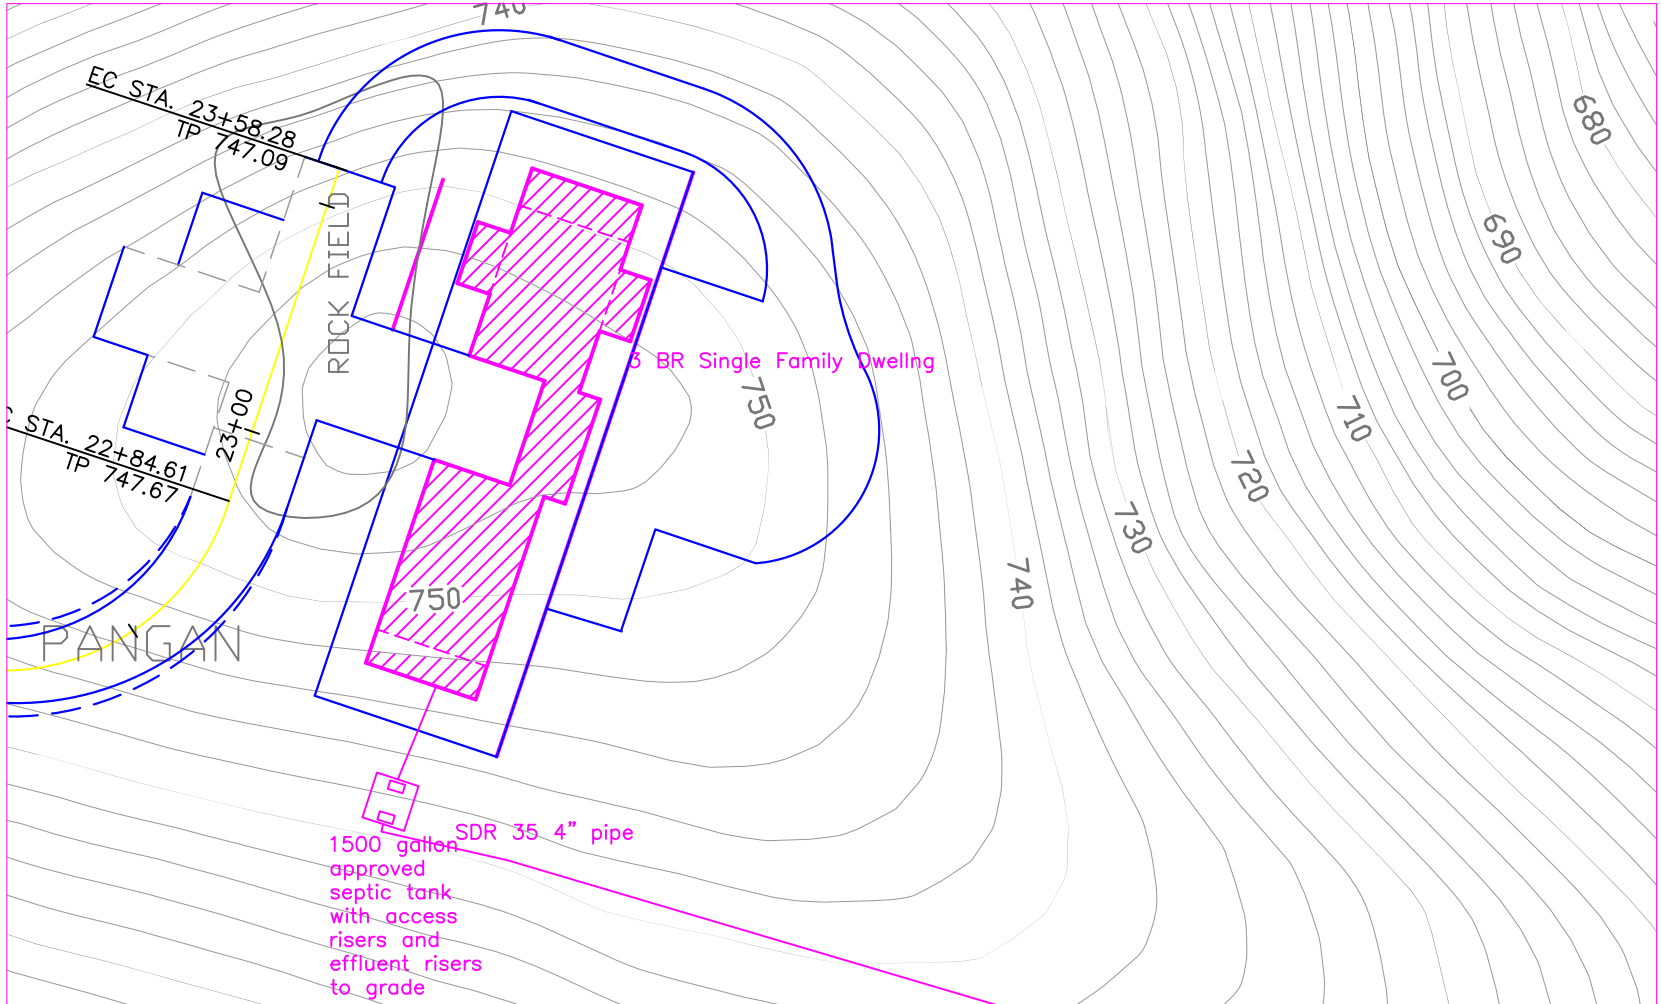 740
EC STA. 23+58.28
TP 747.09
ROCK FIELD
680
690
700
710
720
730
740
750
3 BR Single Family Dwellng
23+00
C STA. 22+84.61
TP 747.67
750
PANGAN
SDR 35 4" pipe
1500 gallon
approved
septic tank
with access
risers and
effluent risers
to grade